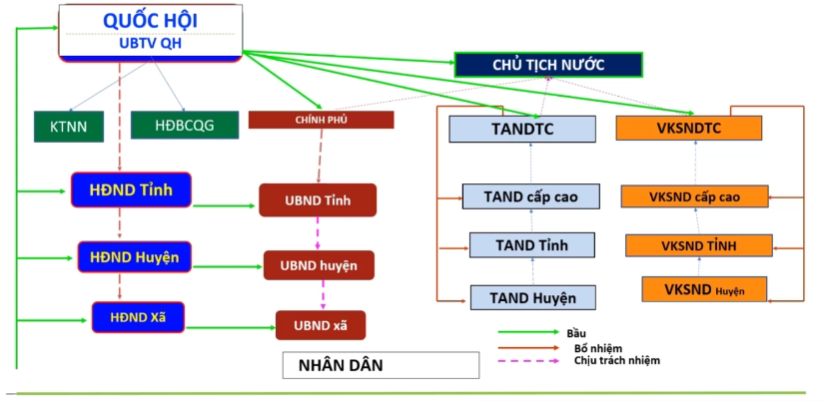 QUỐC HỘI
UBTV QH
CHỦ TỊCH NƯỚC
KTNN
HĐBCQG
CHÍNH PHỦ
TANDTC
VKSNDTC
HĐND Tỉnh
UBND Tỉnh
TAND cấp cao
VKSND cấp cao
HĐND Huyện
UBND huyện
TAND Tỉnh
VKSND TỈNH
TAND Huyện
VKSND Huyện
HĐND Xã
UBND xã
Bầu
Bổ nhiệm
Chịu trách nhiệm
NHÂN DÂN